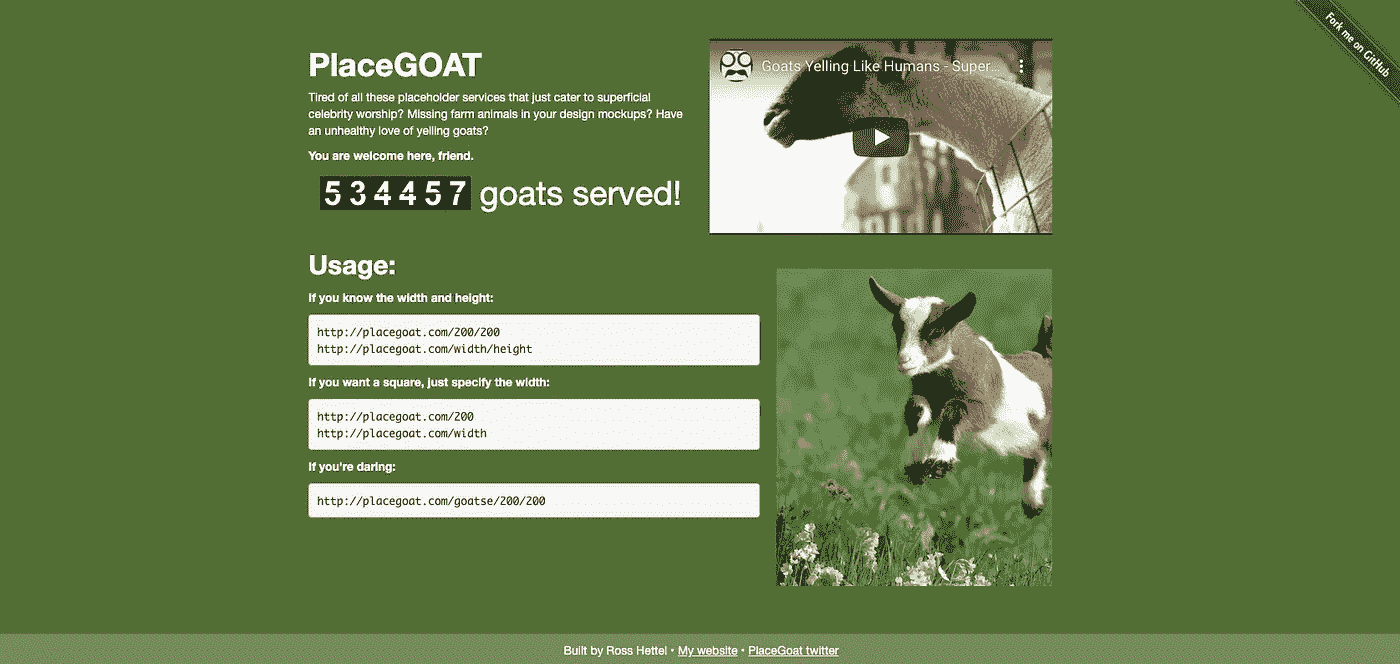 Fork me on GitHub
PlaceGOAT
Tired of all these placeholder services that just cater to superficial
celebrity worship? Missing farm animals in your design mockups? Have
an unhealthy love of yelling goats?
You are welcome here, friend.
534457 goats served!
Goats Yelling Like Humans - Super...
Usage:
If you know the width and height:
http://placegoat.com/200/200
http://placegoat.com/width/height
If you want a square, just specify the width:
http://placegoat.com/200
http://placegoat.com/width
If you're daring:
http://placegoat.com/goatse/200/200
Built by Ross Hettel • My website • PlaceGoat twitter